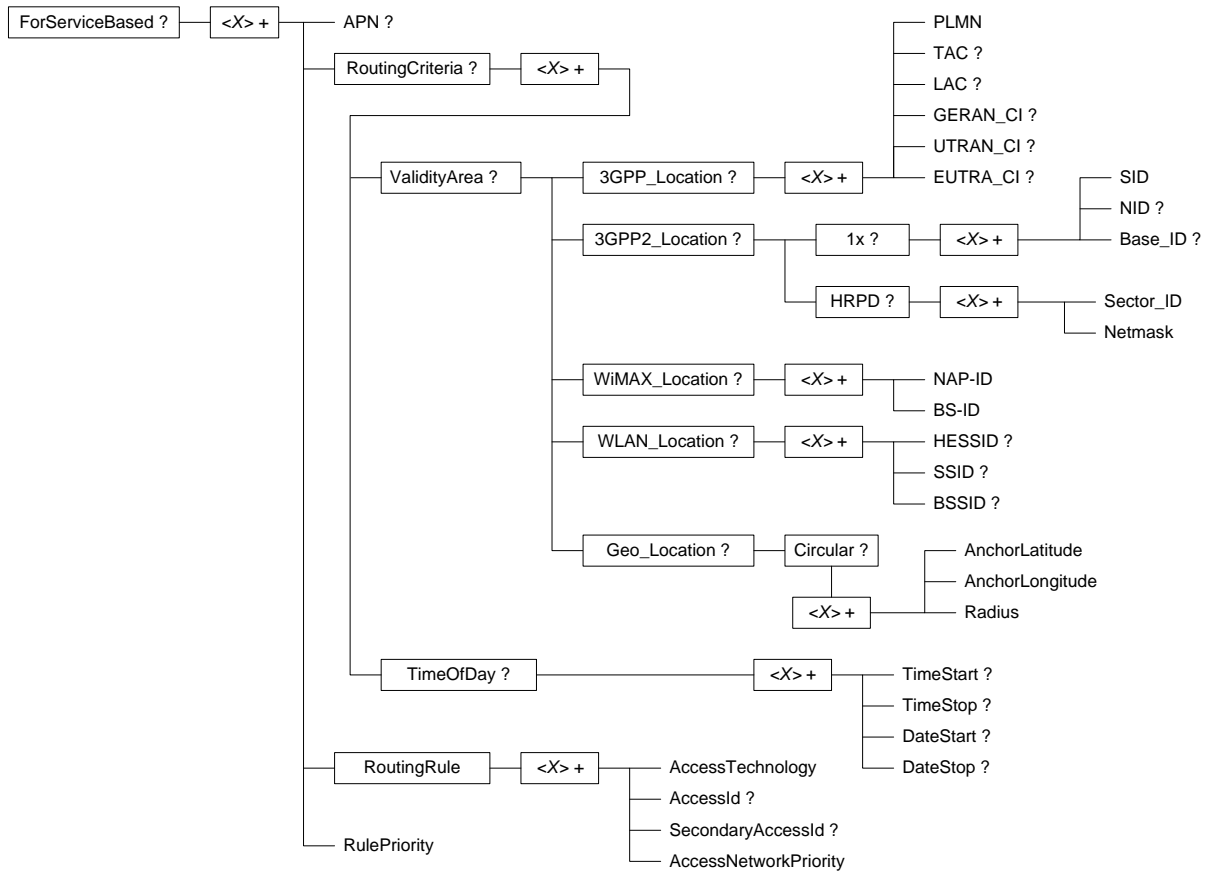 ForServiceBased ?
<X> +
APN ?
RoutingCriteria ?
<X> +
ValidityArea ?
3GPP_Location ?
<X> +
PLMN
TAC ?
LAC ?
GERAN_CI ?
UTRAN_CI ?
EUTRA_CI ?
3GPP2_Location ?
1x ?
<X> +
SID
NID ?
Base_ID ?
HRPD ?
<X> +
Sector_ID
Netmask
WiMAX_Location ?
<X> +
NAP-ID
BS-ID
WLAN_Location ?
<X> +
HESSID ?
SSID ?
BSSID ?
Geo_Location ?
Circular ?
<X> +
AnchorLatitude
AnchorLongitude
Radius
TimeOfDay ?
<X> +
TimeStart ?
TimeStop ?
DateStart ?
DateStop ?
RoutingRule
<X> +
AccessTechnology
AccessId ?
SecondaryAccessId ?
AccessNetworkPriority
RulePriority